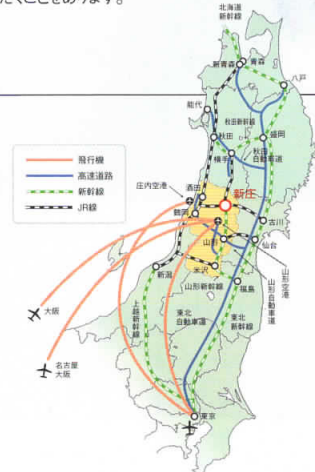 くことをあります。
北海道
新幹線
新青森
青森
八戸
能代
秋田新幹線
秋田
盛岡
横手
秋田
自動車道
飛行機
高速道路
新幹線
JR線
庄内空港
酒田
鶴岡
新庄
古川
山形
仙台
新潟
米沢
山形新幹線
福島
山形空港
山形自動車道
上越新幹線
東北
自動車道
東北
新幹線
大阪
名古屋
大阪
東京